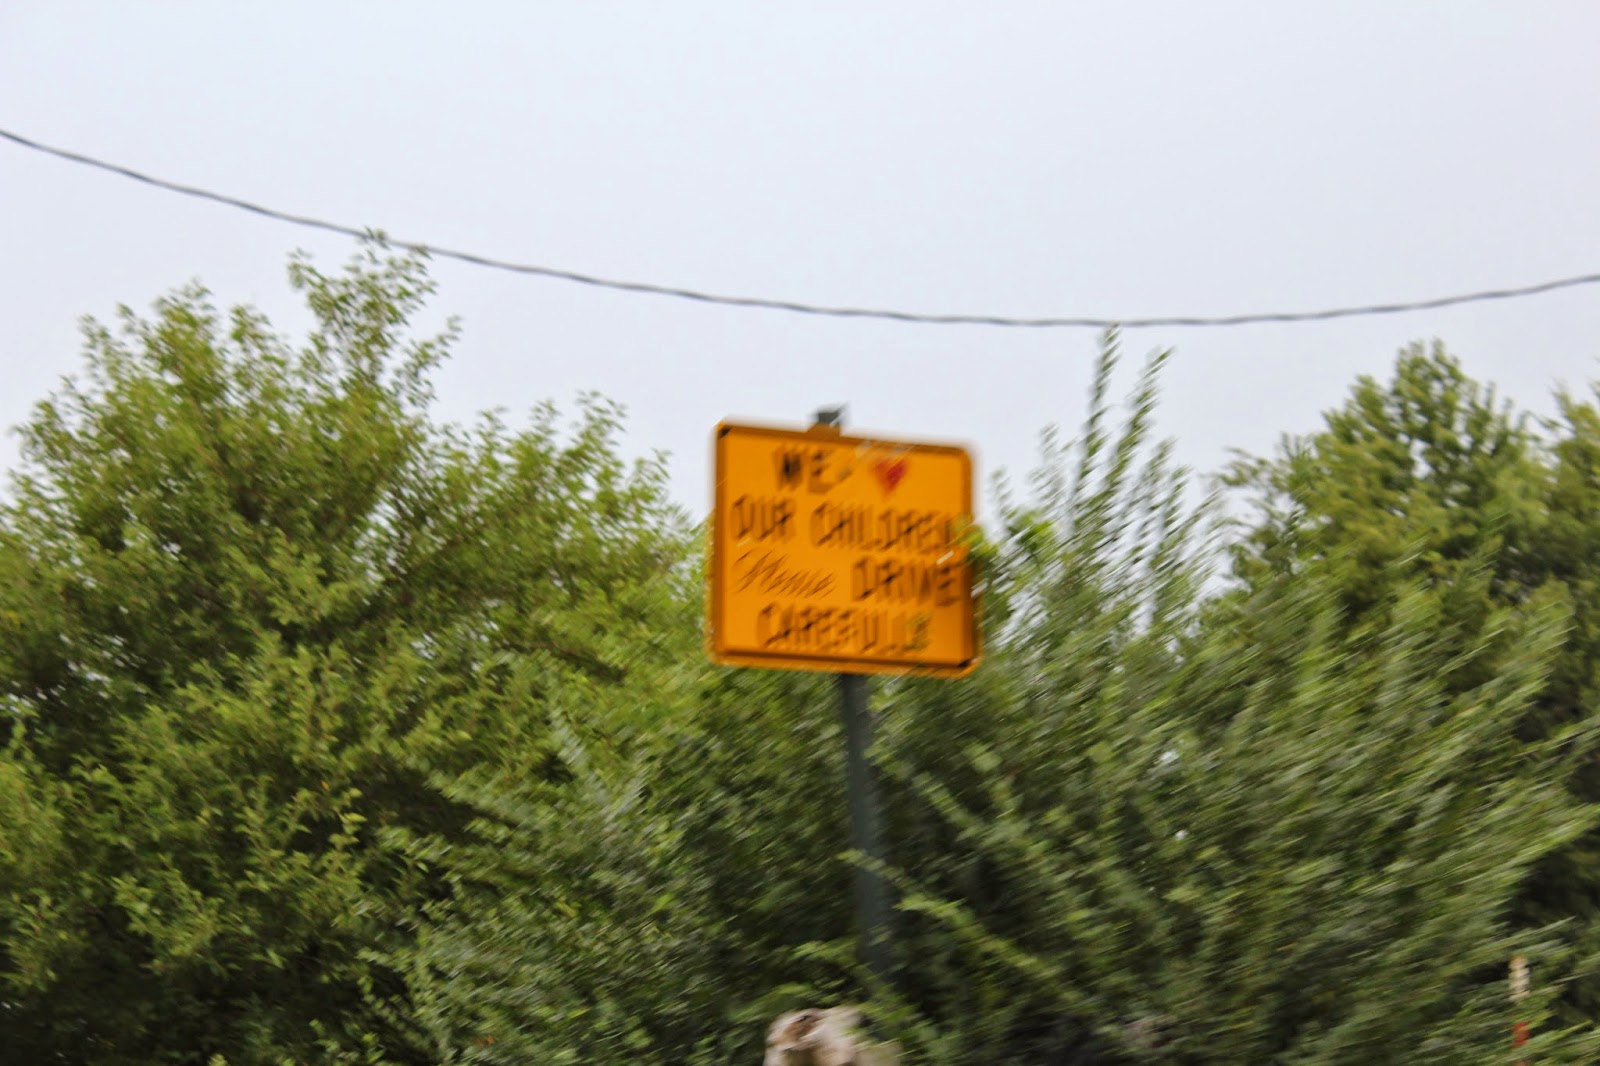 WE ♥
OUR CHILDREN
Please DRIVE
CAREFULLY